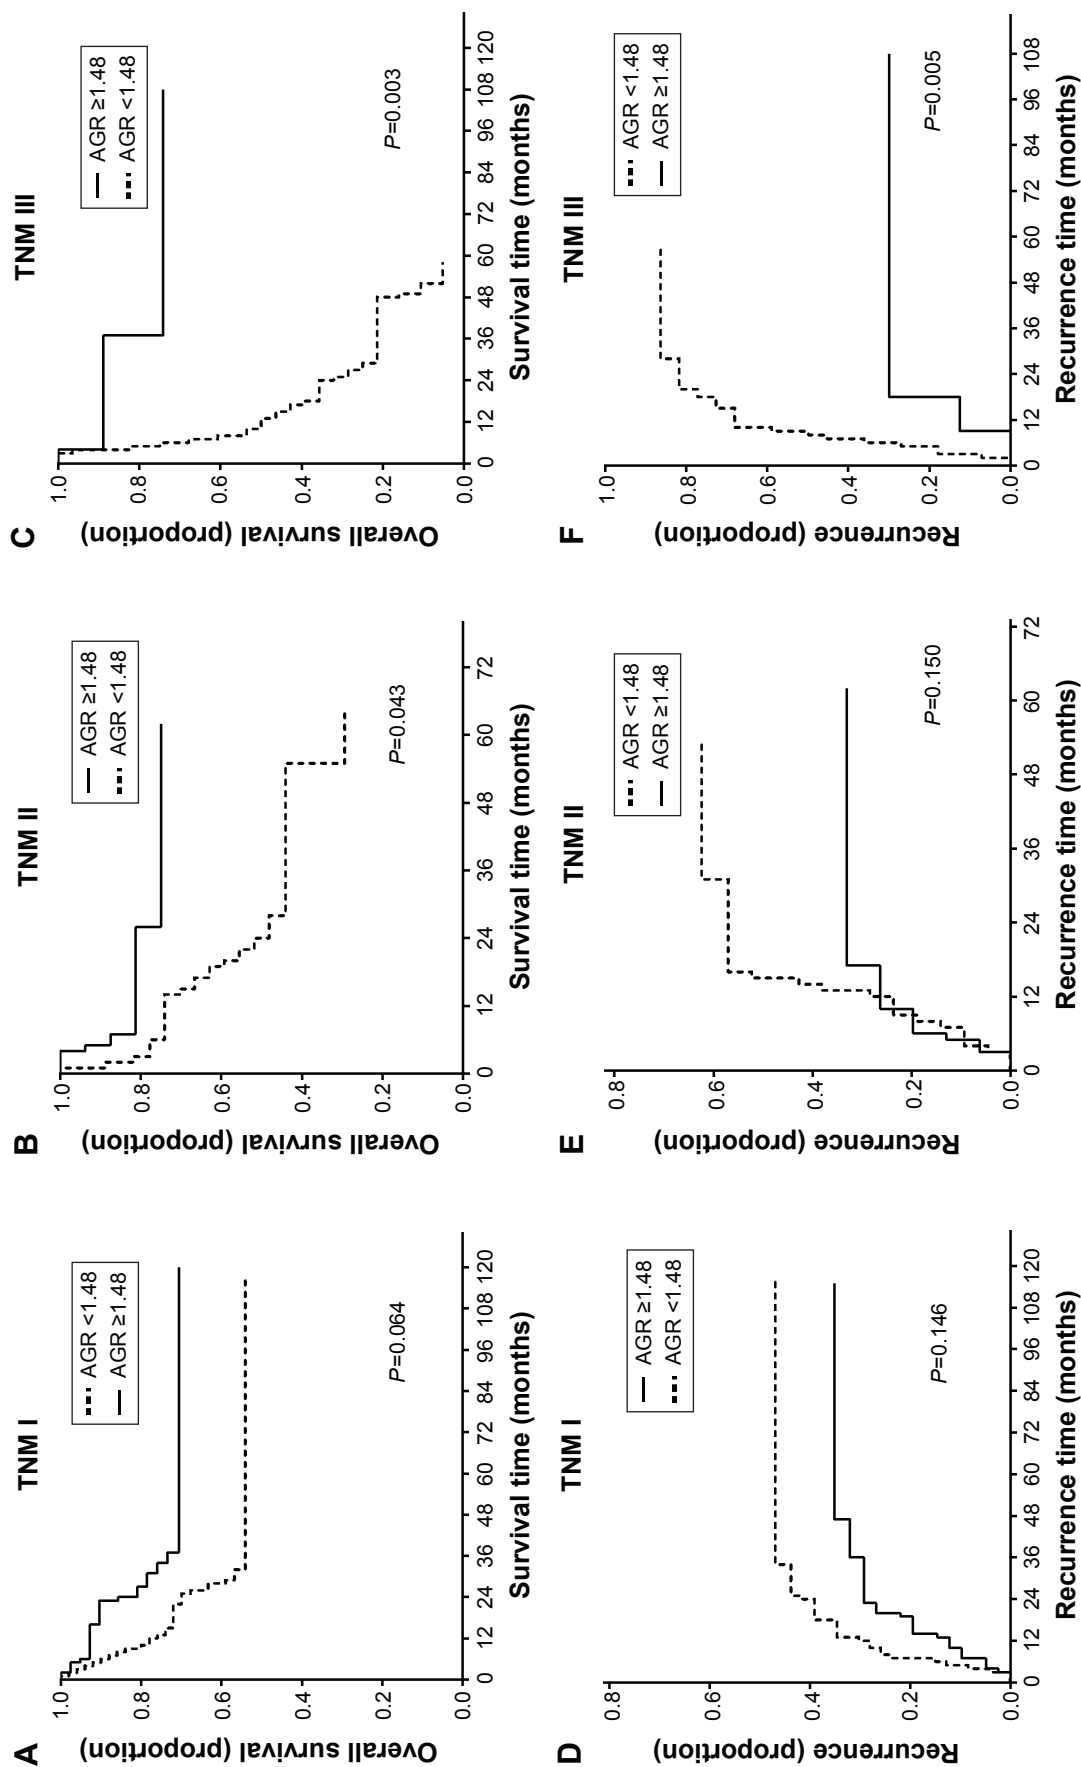 A
TNM I
Overall survival (proportion)
1.0
0.8
0.6
0.4
0.2
0.0
AGR <1.48
AGR ≥1.48
P=0.064
0 12 24 36 48 60 72 84 96 108 120
Survival time (months)
B
TNM II
Overall survival (proportion)
1.0
0.8
0.6
0.4
0.2
0.0
AGR ≥1.48
AGR <1.48
P=0.043
0 12 24 36 48 60 72
Survival time (months)
C
TNM III
Overall survival (proportion)
1.0
0.8
0.6
0.4
0.2
0.0
AGR ≥1.48
AGR <1.48
P=0.003
0 12 24 36 48 60 72 84 96 108 120
Survival time (months)
D
TNM I
Recurrence (proportion)
0.8
0.6
0.4
0.2
0.0
AGR ≥1.48
AGR <1.48
P=0.146
0 12 24 36 48 60 72 84 96 108 120
Recurrence time (months)
E
TNM II
Recurrence (proportion)
0.8
0.6
0.4
0.2
0.0
AGR <1.48
AGR ≥1.48
P=0.150
0 12 24 36 48 60 72
Recurrence time (months)
F
TNM III
Recurrence (proportion)
1.0
0.8
0.6
0.4
0.2
0.0
AGR <1.48
AGR ≥1.48
P=0.005
0 12 24 36 48 60 72 84 96 108
Recurrence time (months)